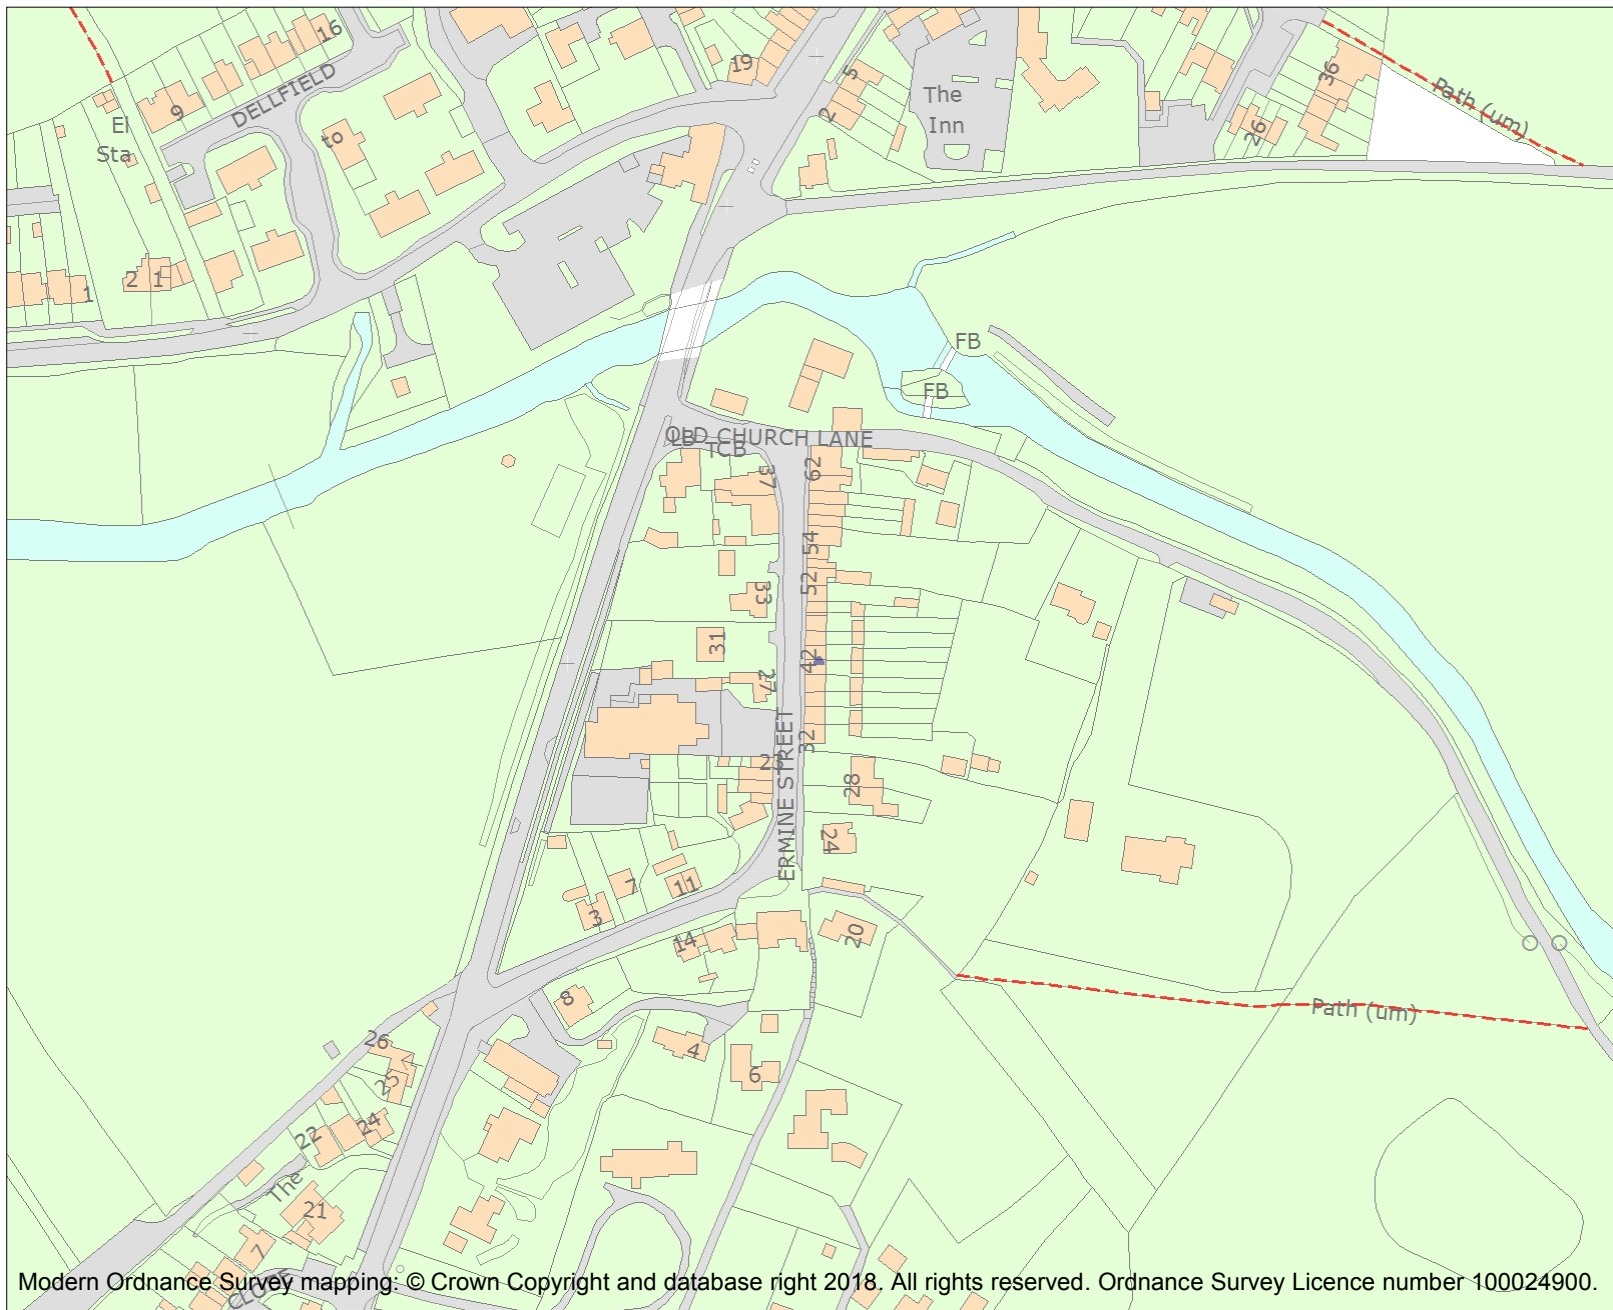 16
DELLFIELD
9
El
Sta
to
19
5
2
The
Inn
36
26
Path (um)
2
1
1
FB
FB
OLD CHURCH LANE
LB
TCB
37
62
54
52
33
31
42
27
32
23
ERMINE STREET
28
24
7
11
3
14
20
8
Path (um)
26
4
25
6
24
22
The
21
7
CLOSE
Modern Ordnance Survey mapping: © Crown Copyright and database right 2018. All rights reserved. Ordnance Survey Licence number 100024900.